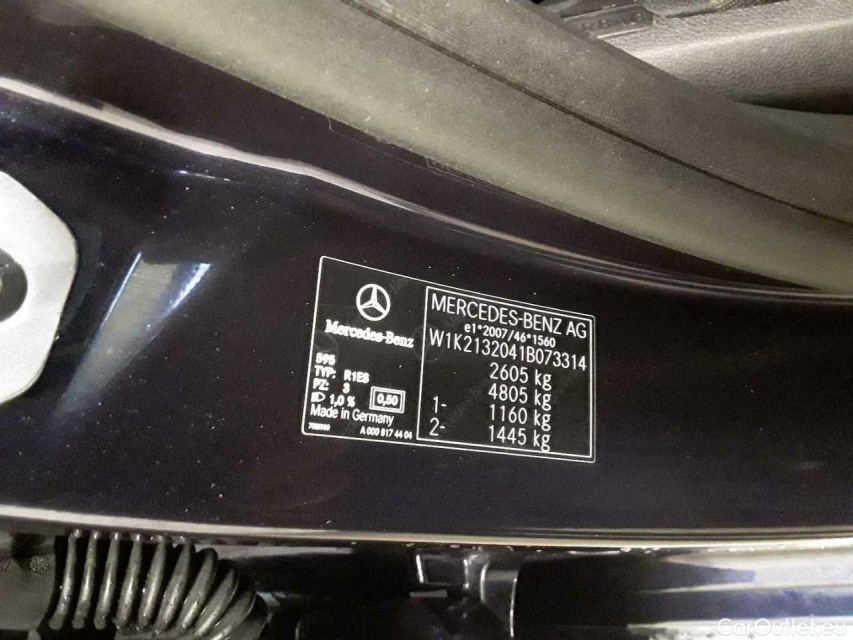 Mercedes-Benz
595
TYP: R1ES
PZ: 3
1,0 % 0,50
Made in Germany
A 000 817 44 04
MERCEDES-BENZ AG
e1*2007/46*1560
W1K2132041B073314
2605 kg
4805 kg
1- 1160 kg
2- 1445 kg
CarOutlet.eu